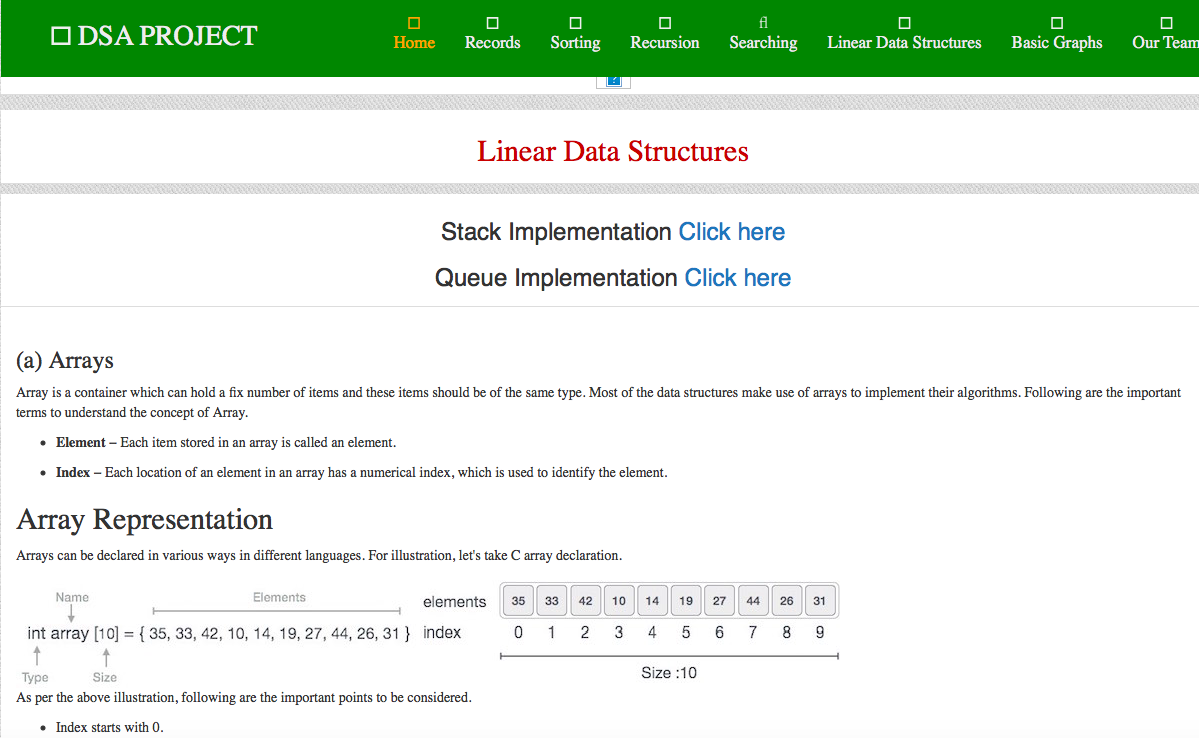 DSA PROJECT
Home Records Sorting Recursion Searching Linear Data Structures Basic Graphs Our Team
Linear Data Structures
Stack Implementation Click here
Queue Implementation Click here
(a) Arrays
Array is a container which can hold a fix number of items and these items should be of the same type. Most of the data structures make use of arrays to implement their algorithms. Following are the important
terms to understand the concept of Array.
• Element – Each item stored in an array is called an element.
• Index – Each location of an element in an array has a numerical index, which is used to identify the element.
Array Representation
Arrays can be declared in various ways in different languages. For illustration, let's take C array declaration.
Name Elements
int array [10] = { 35, 33, 42, 10, 14, 19, 27, 44, 26, 31 }
Type Size
elements 35 33 42 10 14 19 27 44 26 31
index 0 1 2 3 4 5 6 7 8 9
Size :10
As per the above illustration, following are the important points to be considered.
• Index starts with 0.